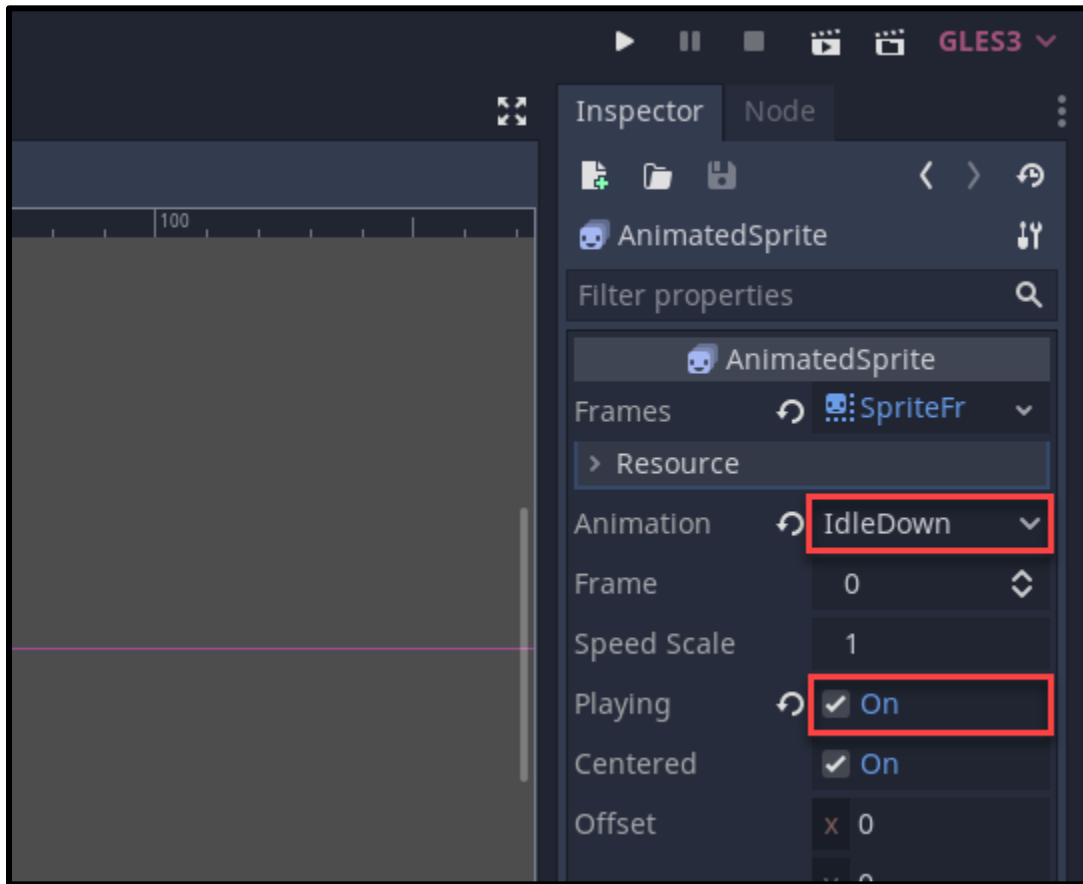 GLES3
Inspector Node
100
AnimatedSprite
Filter properties
AnimatedSprite
Frames SpriteFr
Resource
Animation IdleDown
Frame 0
Speed Scale 1
Playing On
Centered On
Offset x 0